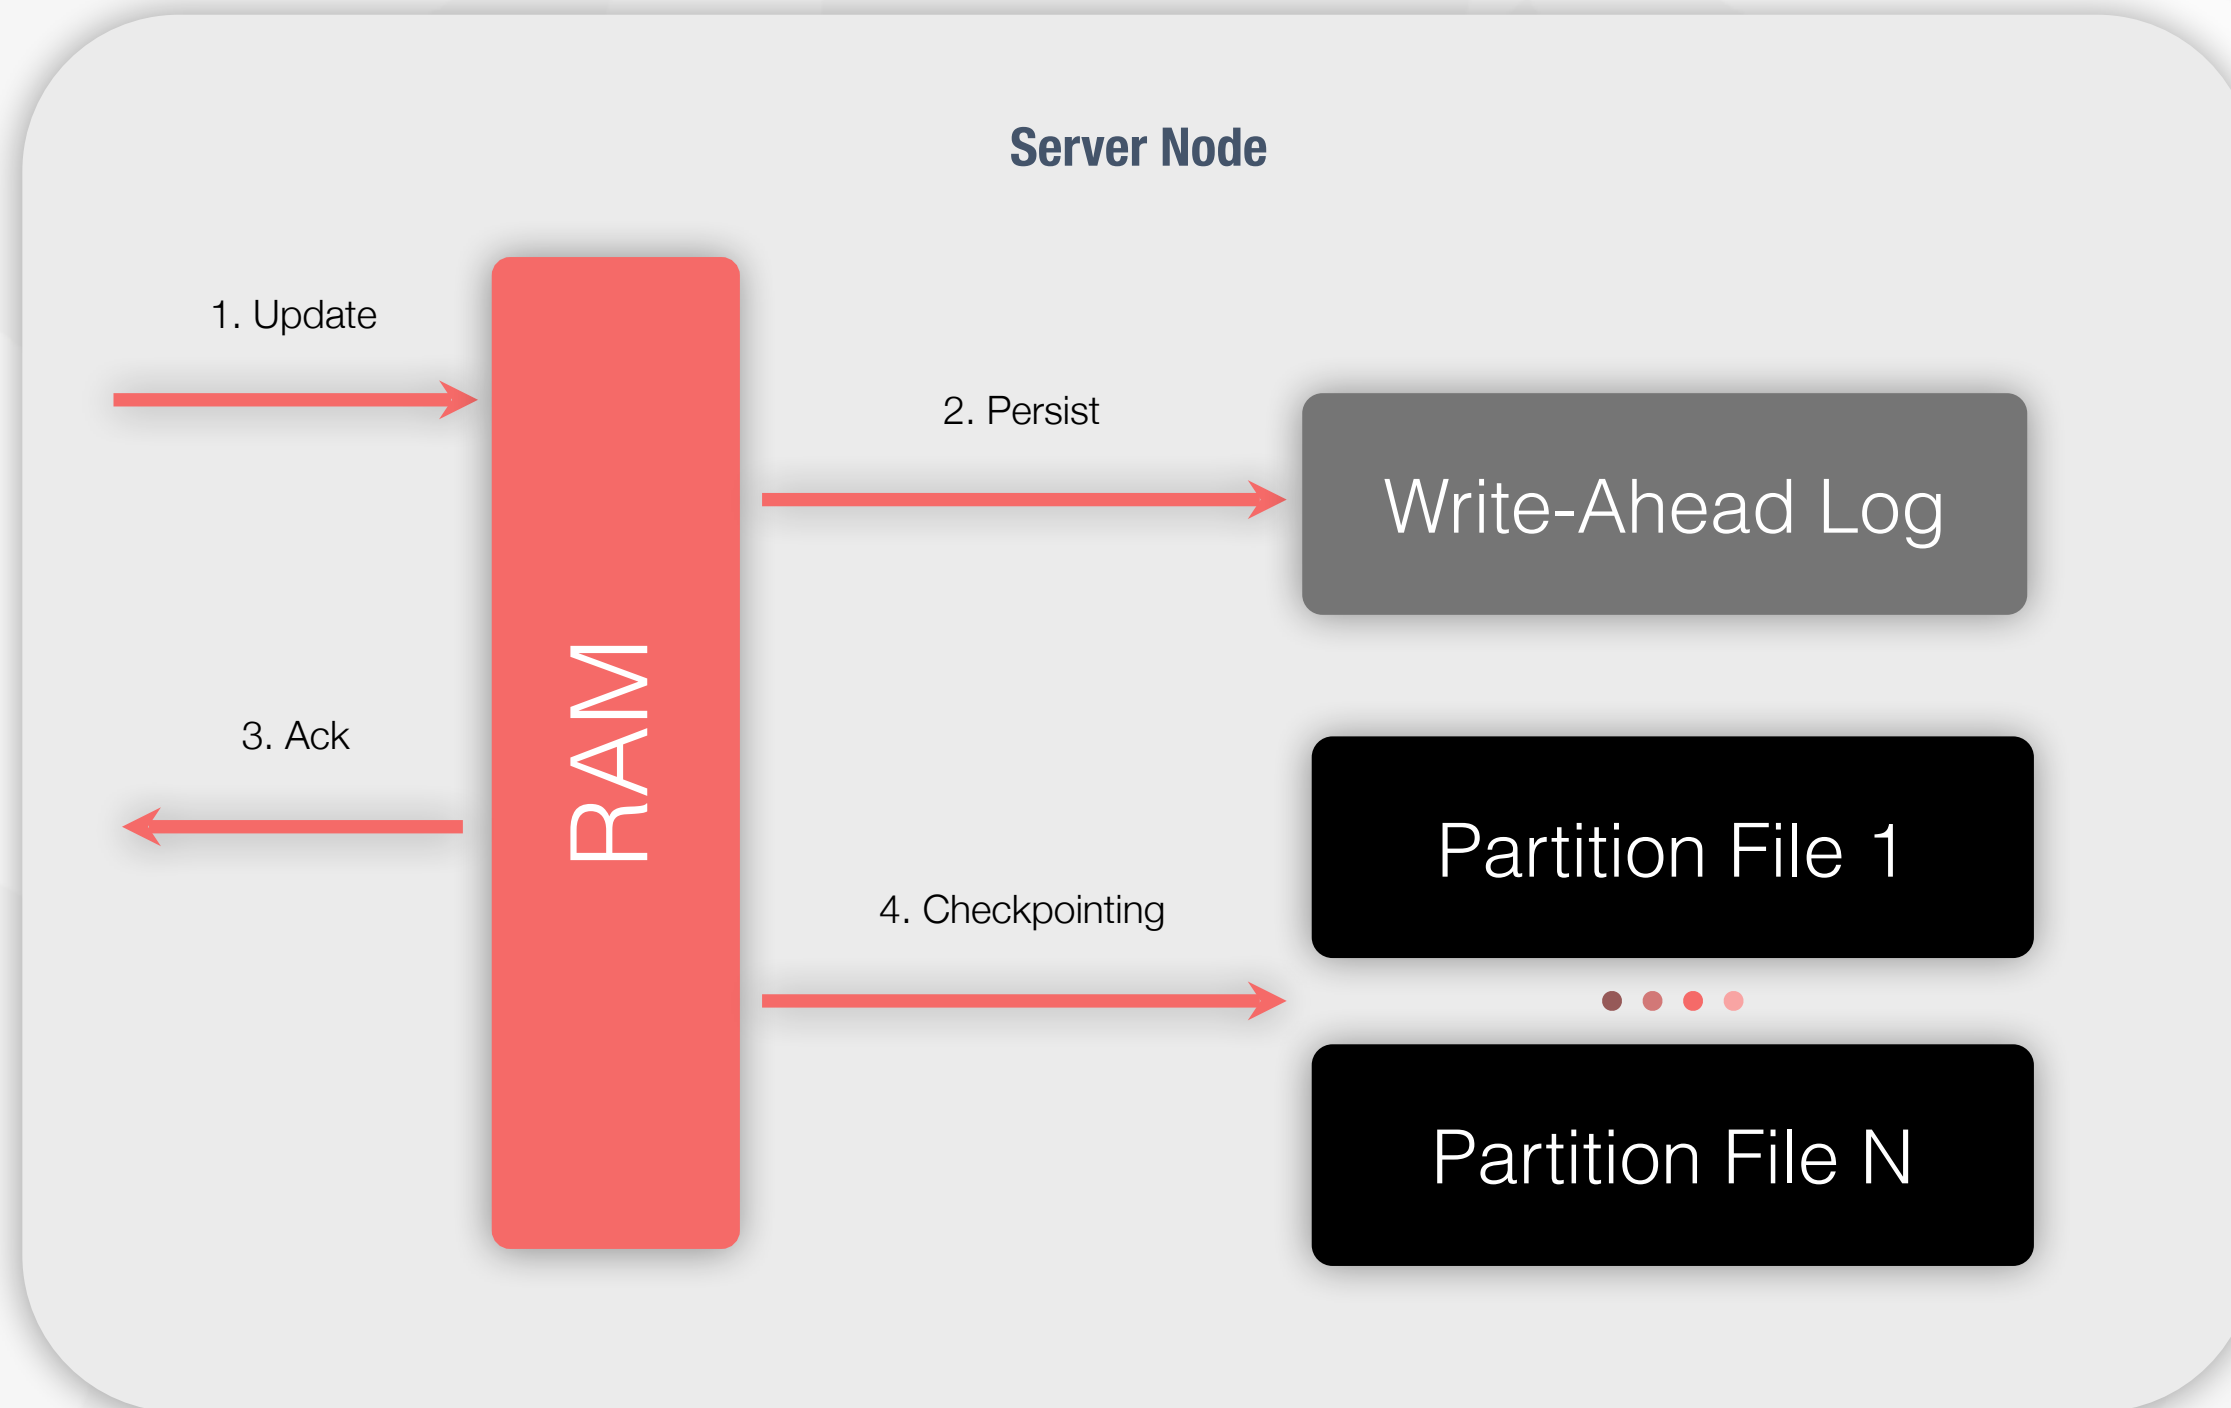 Server Node
1. Update
2. Persist
Write-Ahead Log
RAM
3. Ack
Partition File 1
4. Checkpointing
Partition File N